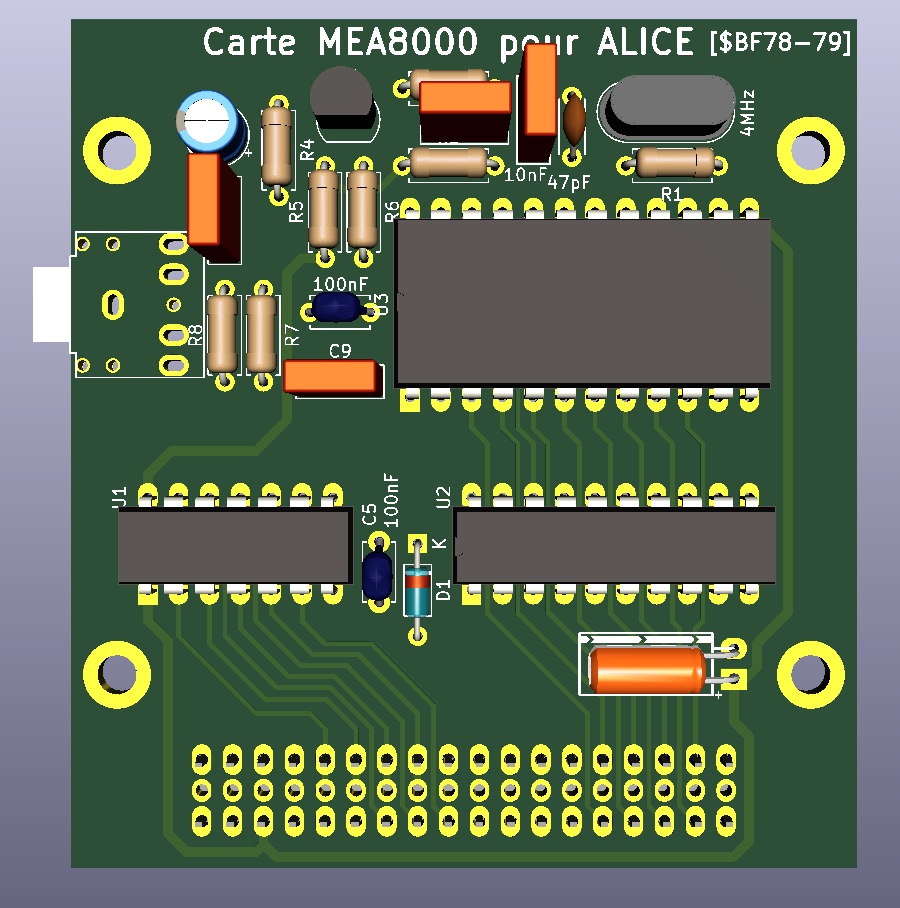 Carte MEA8000 pour ALICE [$BF78-79]
4MHz
R4
10nF
47pF
R1
R5
R6
100nF
U3
R8
R7
C9
U1
C5
100nF
U2
K
D1
+
+